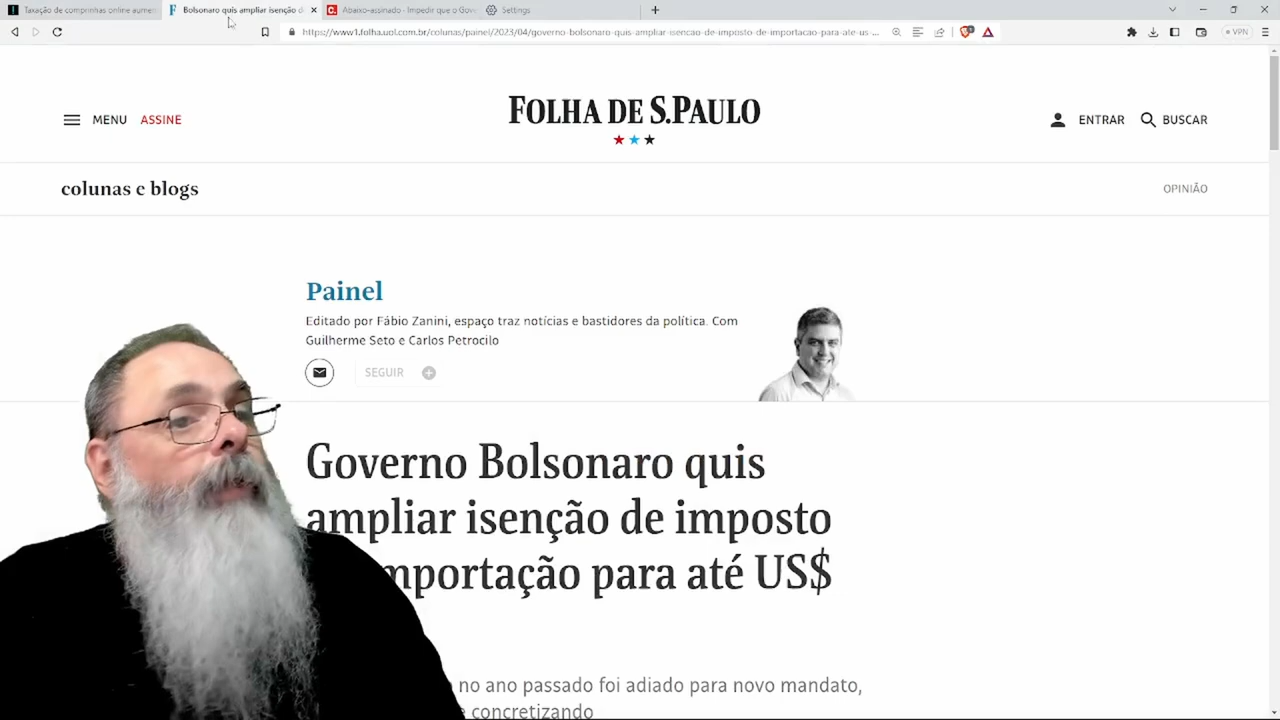 Taxação de comprinhas online aumen
Bolsonaro quis ampliar isenção d
Abaixo-assinado · Impedir que o Gov
Settings
https://www1.folha.uol.com.br/colunas/painel/2023/04/governo-bolsonaro-quis-ampliar-isencao-de-imposto-de-importacao-para-ate-us-...
VPN
MENU
ASSINE
FOLHA DE S.PAULO
ENTRAR
BUSCAR
colunas e blogs
OPINIÃO
Painel
Editado por Fábio Zanini, espaço traz notícias e bastidores da política. Com
Guilherme Seto e Carlos Petrocilo
SEGUIR
Governo Bolsonaro quis
ampliar isenção de imposto
mportação para até US$
no ano passado foi adiado para novo mandato,
e concretizando